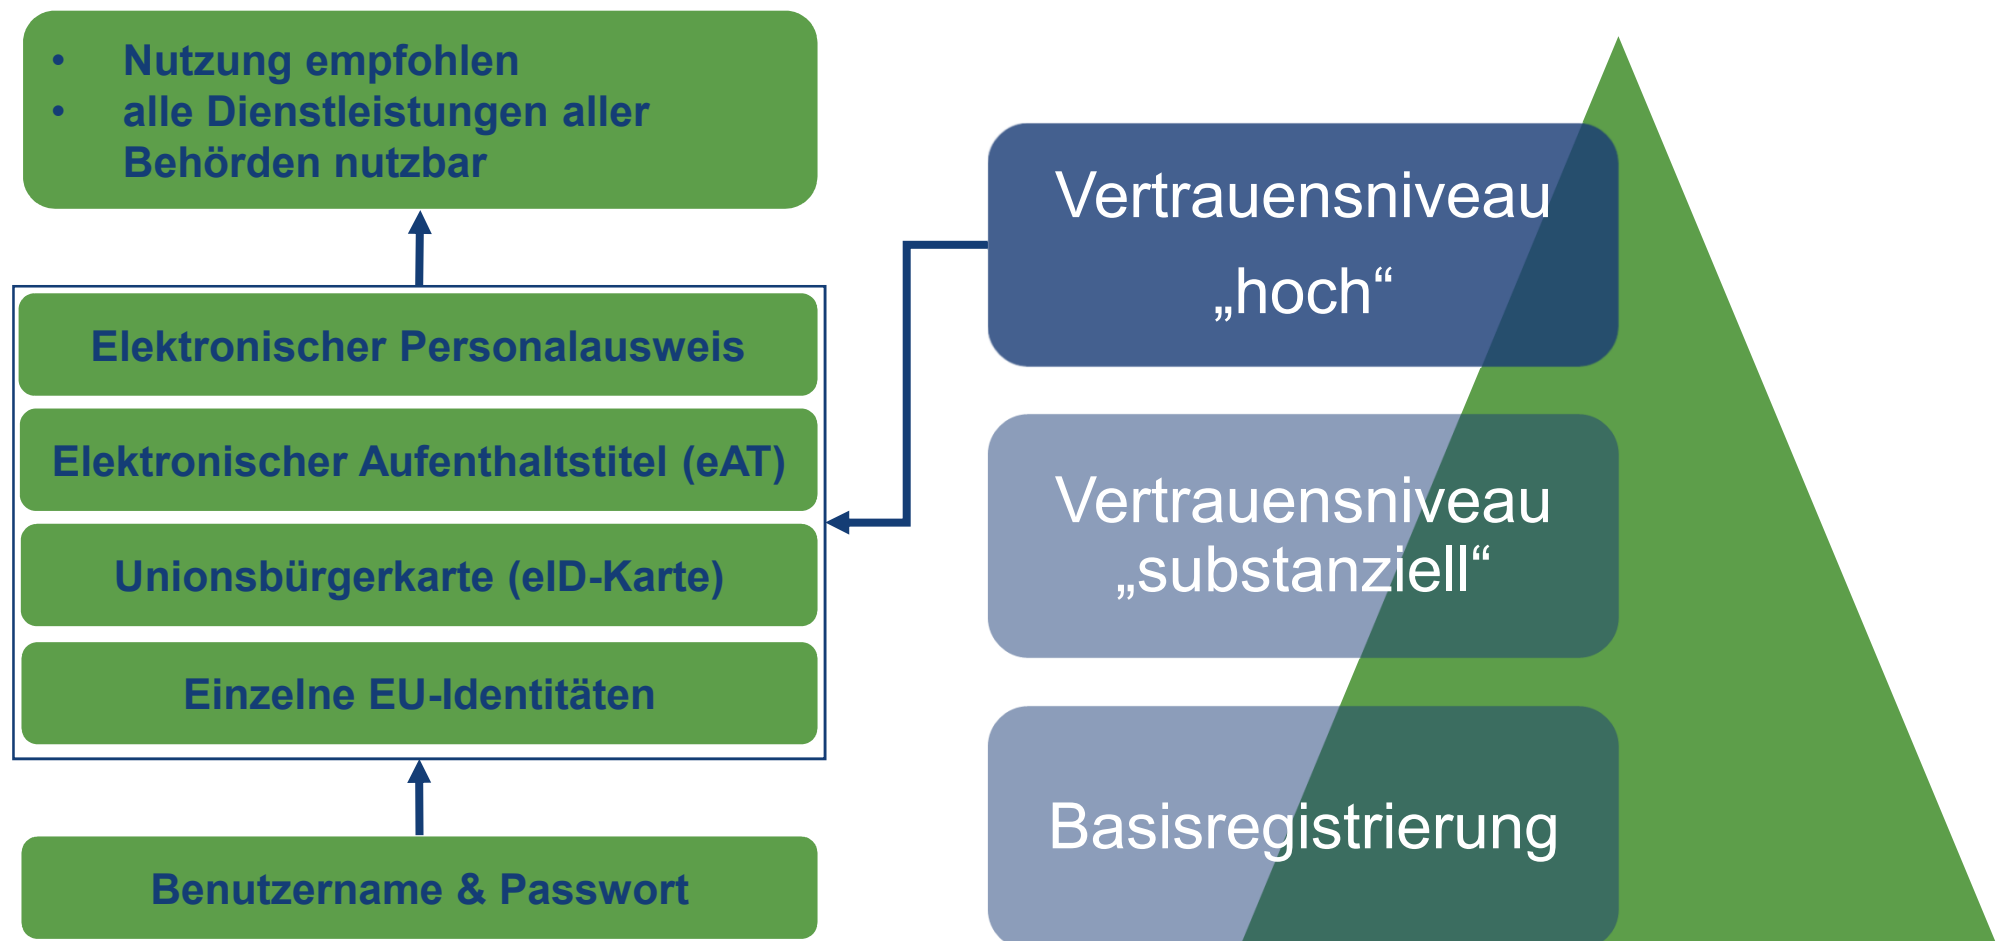 • Nutzung empfohlen
• alle Dienstleistungen aller
Behörden nutzbar
Elektronischer Personalausweis
Elektronischer Aufenthaltstitel (eAT)
Unionsbürgerkarte (eID-Karte)
Einzelne EU-Identitäten
Benutzername & Passwort
Vertrauensniveau
„hoch“
Vertrauensniveau
„substanziell“
Basisregistrierung